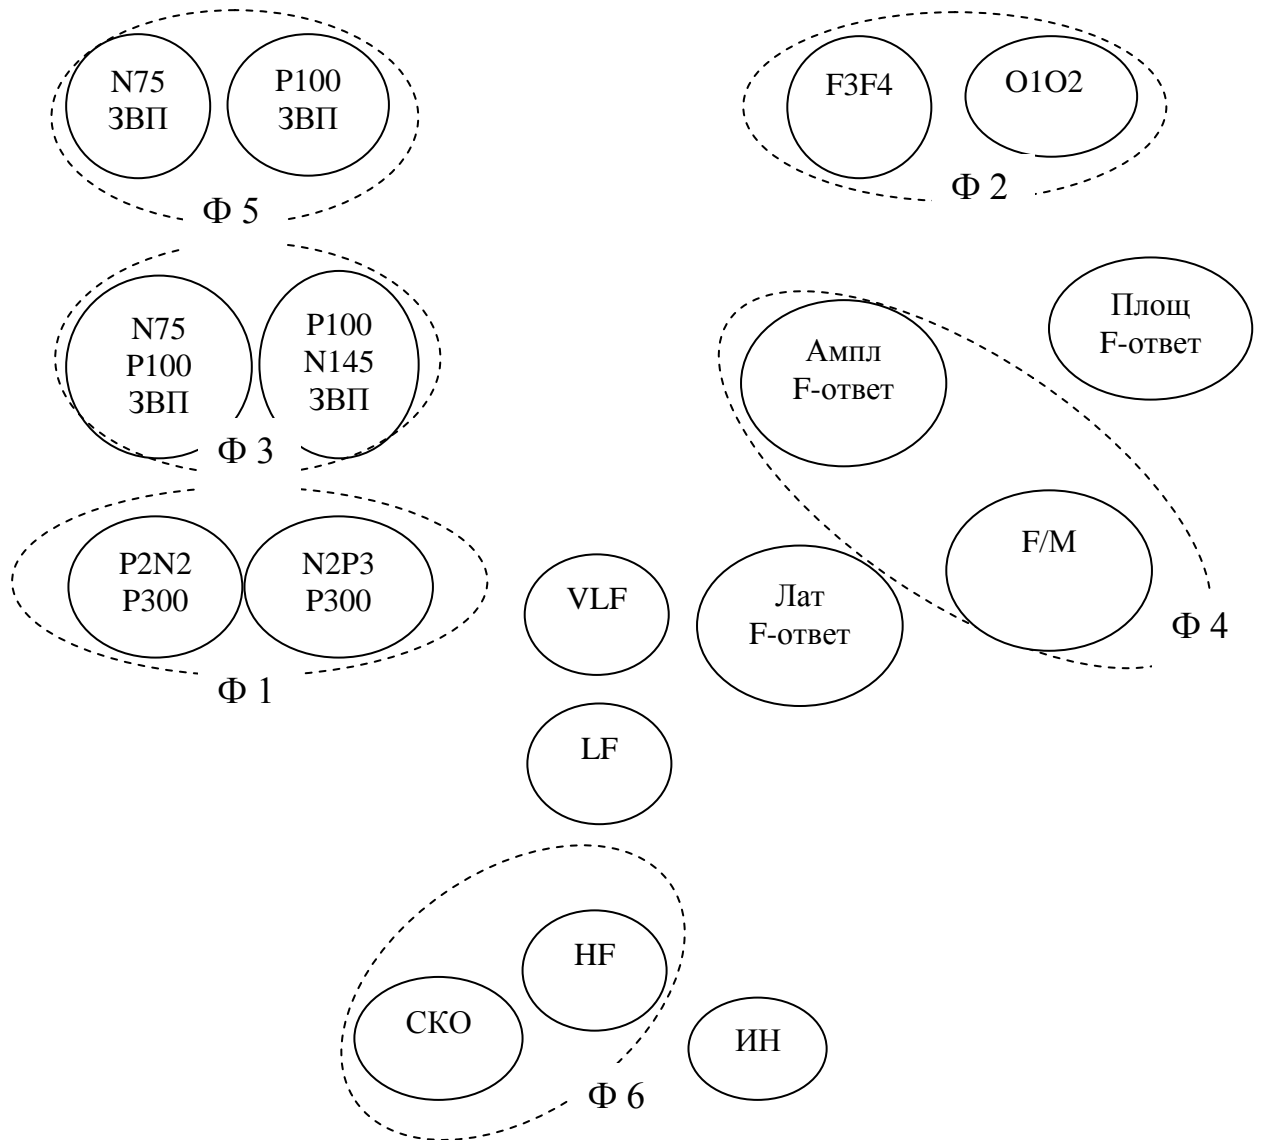 N75
ЗВП
P100
ЗВП
Ф 5
F3F4
O1O2
Ф 2
N75
P100
ЗВП
P100
N145
ЗВП
Ф 3
Ампл
F-ответ
Площ
F-ответ
F/M
Ф 4
P2N2
P300
N2P3
P300
Ф 1
VLF
Лат
F-ответ
LF
HF
СКО
ИН
Ф 6